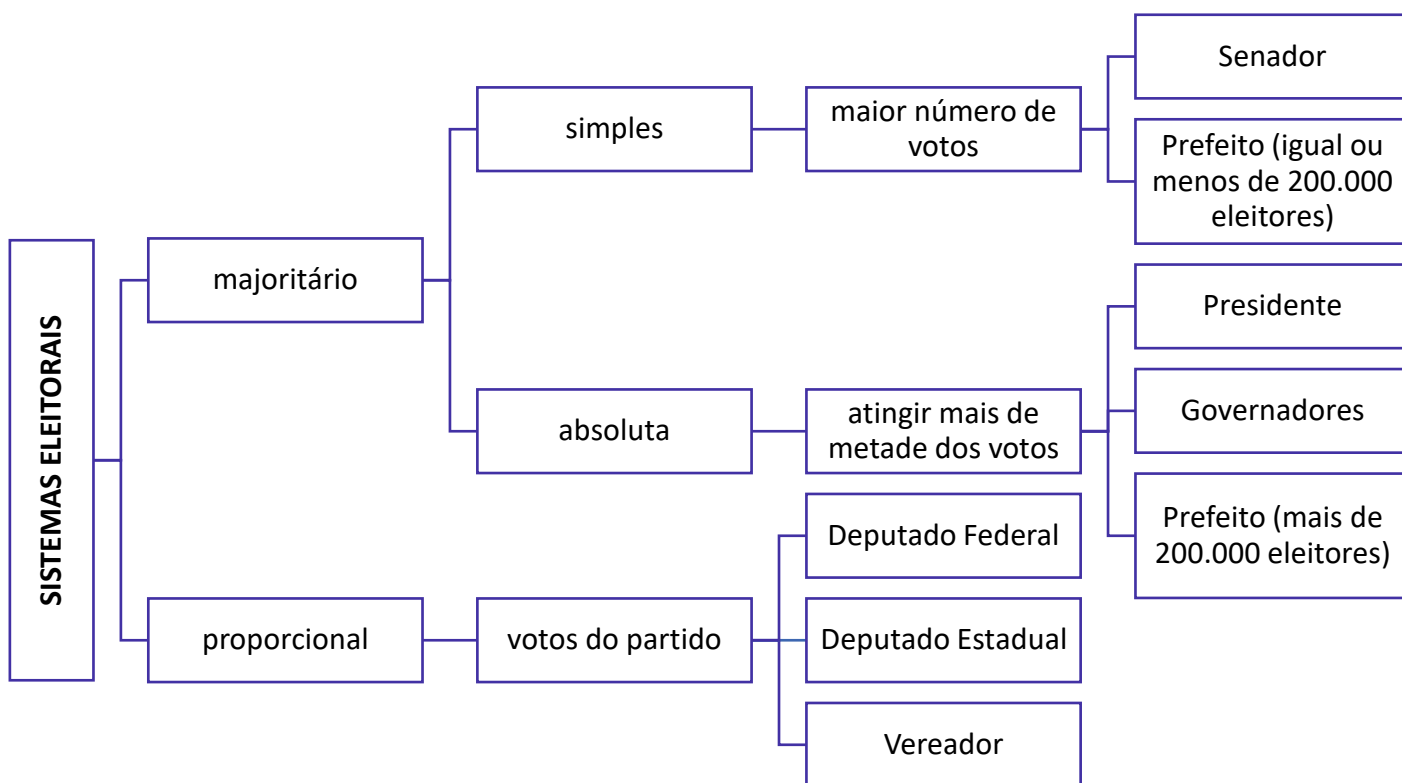 SISTEMAS ELEITORAIS
majoritário
simples
maior número de
votos
Senador
Prefeito (igual ou
menos de 200.000
eleitores)
absoluta
atingir mais de
metade dos votos
Presidente
Governadores
Prefeito (mais de
200.000 eleitores)
proporcional
votos do partido
Deputado Federal
Deputado Estadual
Vereador